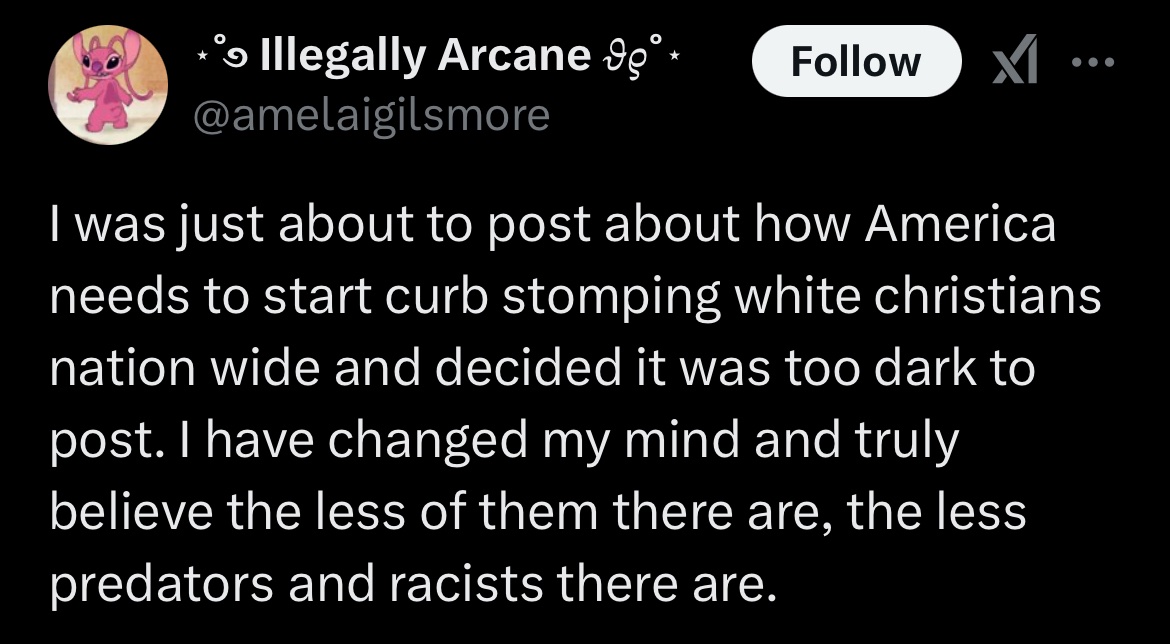 ⋆˚࿔ Illegally Arcane 𝜗𝜚˚⋆
Follow
@amelaigilsmore
I was just about to post about how America
needs to start curb stomping white christians
nation wide and decided it was too dark to
post. I have changed my mind and truly
believe the less of them there are, the less
predators and racists there are.